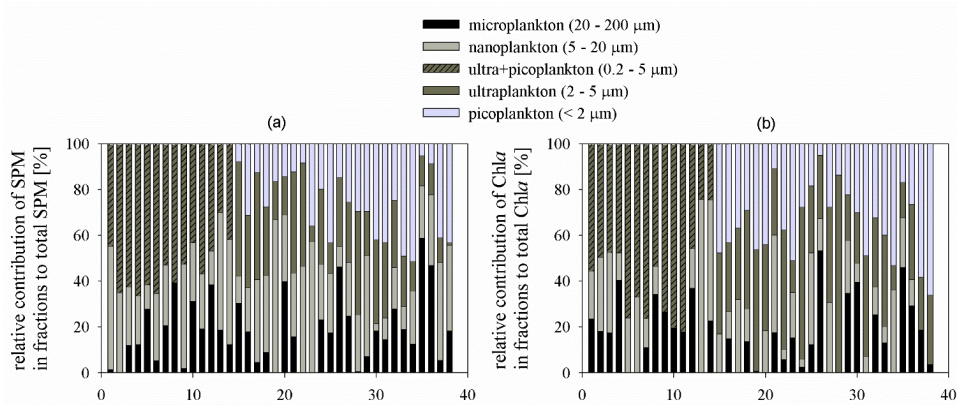 microplankton (20 - 200 μm)
nanoplankton (5 - 20 μm)
ultra+picoplankton (0.2 - 5 μm)
ultraplankton (2 - 5 μm)
picoplankton (< 2 μm)
(a)
relative contribution of SPM
in fractions to total SPM [%]
100
80
60
40
20
0
0
10
20
30
40
(b)
relative contribution of Chla
in fractions to total Chla [%]
100
80
60
40
20
0
0
10
20
30
40